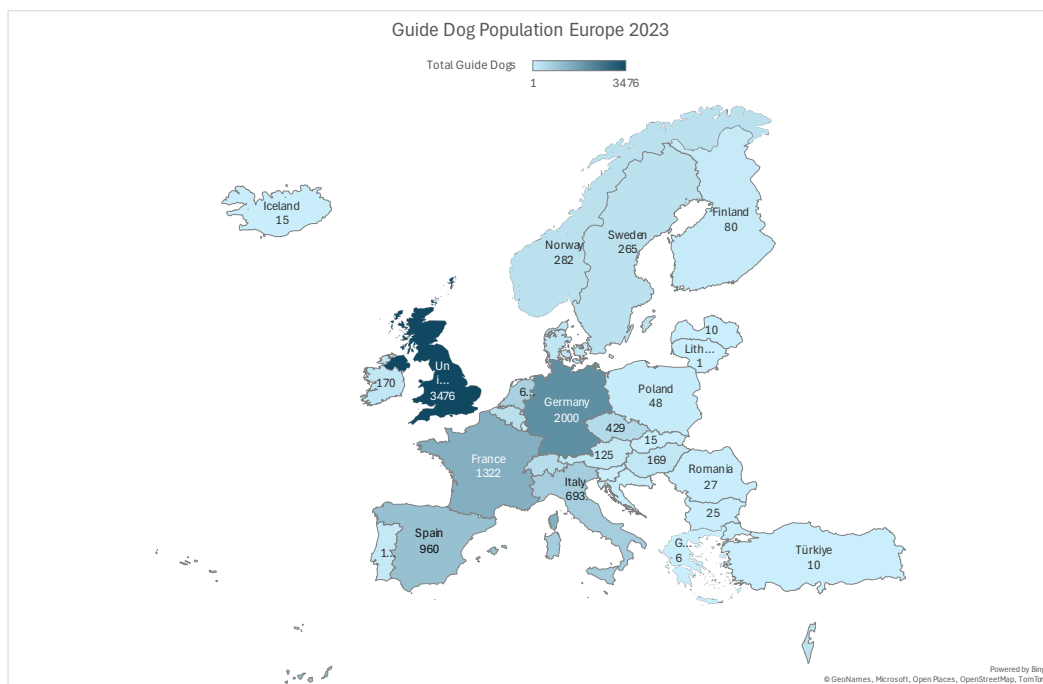 Guide Dog Population Europe 2023
Total Guide Dogs
1
3476
Iceland
15
Finland
80
Sweden
265
Norway
282
10
Lith...
1
Un
i...
3476
170
6...
Germany
2000
Poland
48
429
15
125
169
France
1322
Romania
27
Italy
693
25
Spain
960
1...
G...
6
Türkiye
10
Powered by Bing
© GeoNames, Microsoft, Open Places, OpenStreetMap, TomTom